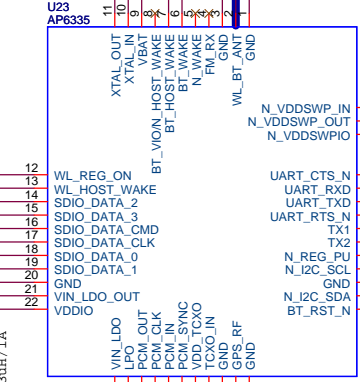 U23
AP6335
11
10
9
8
7
6
5
4
3
2
1
XTAL_OUT
XTAL_IN
VBAT
BT_VIO/N_HOST_WAKE
BT_HOST_WAKE
BT_WAKE
N_WAKE
FM_RX
GND
WL_BT_ANT
GND
N_VDDSWP_IN
N_VDDSWP_OUT
N_VDDSWPIO
12 WL_REG_ON
13 WL_HOST_WAKE
14 SDIO_DATA_2
15 SDIO_DATA_3
16 SDIO_DATA_CMD
17 SDIO_DATA_CLK
18 SDIO_DATA_0
19 SDIO_DATA_1
20 GND
21 VIN_LDO_OUT
22 VDDIO
UART_CTS_N
UART_RXD
UART_TXD
UART_RTS_N
TX1
TX2
N_REG_PU
N_I2C_SCL
GND
N_I2C_SDA
BT_RST_N
VIN_LDO
LPO
PCM_OUT
PCM_CLK
PCM_IN
PCM_SYNC
VDD_TCXO
TCXO_IN
GND
GPS_RF
GND
3uH/1A